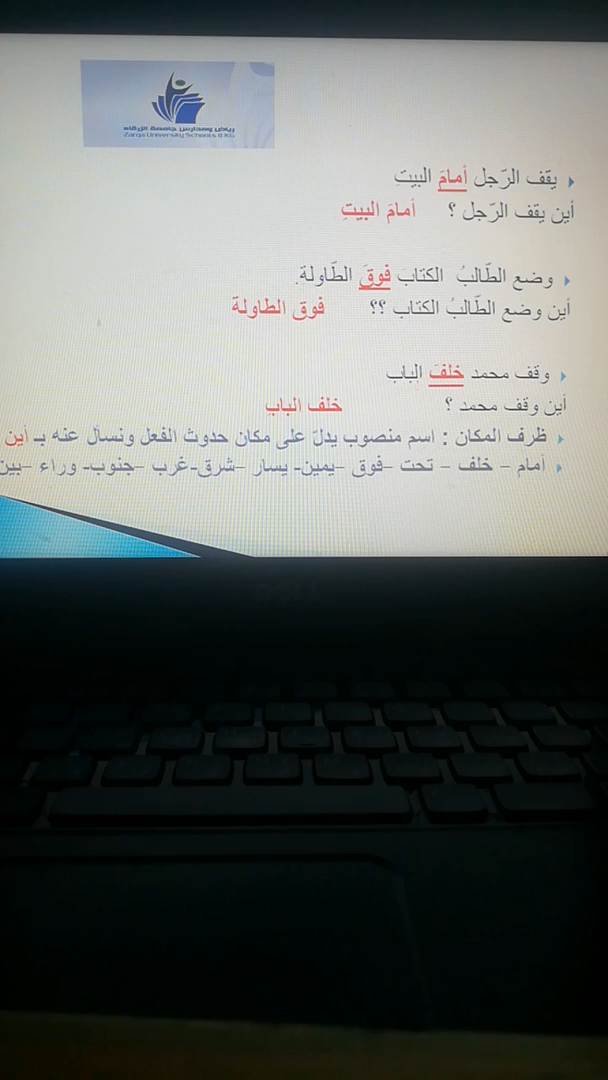 رياض ومدارس جامعة الزرقاء
Zarqa University Schools & KG
يقف الرّجل أمامَ البيتِ
أين يقف الرّجل ؟ أمامَ البيتِ
وضع الطّالبُ الكتابَ فوقَ الطّاولةِ.
أين وضع الطّالبُ الكتاب ؟؟ فوق الطاولة
وقف محمد خلفَ الباب
أين وقف محمد ؟ خلف الباب
ظرف المكان : اسم منصوب يدلّ على مكان حدوث الفعل ونسأل عنه بـ أين
أمام – خلف – تحت –فوق –يمين- يسار –شرق-غرب –جنوب- وراء –بين